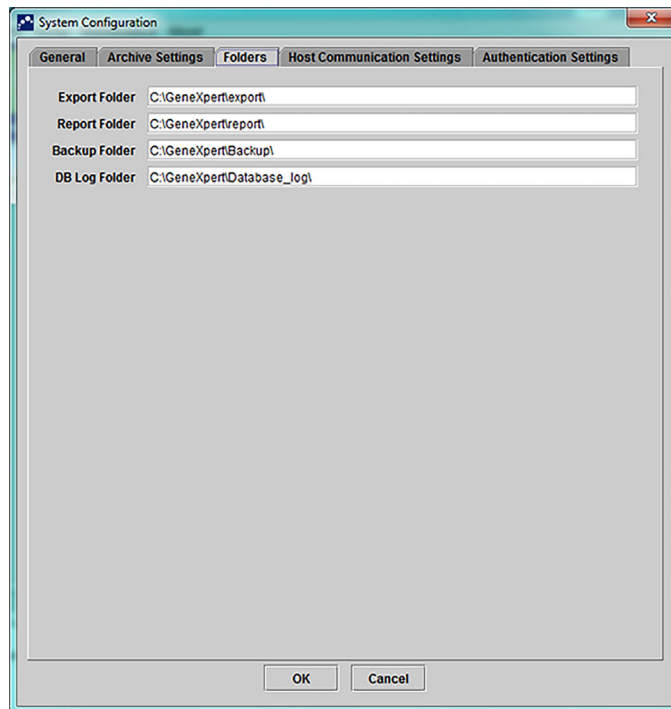 System Configuration
General Archive Settings Folders Host Communication Settings Authentication Settings
Export Folder C:\GeneXpert\export\
Report Folder C:\GeneXpert\report\
Backup Folder C:\GeneXpert\Backup\
DB Log Folder C:\GeneXpert\Database_log\
OK Cancel